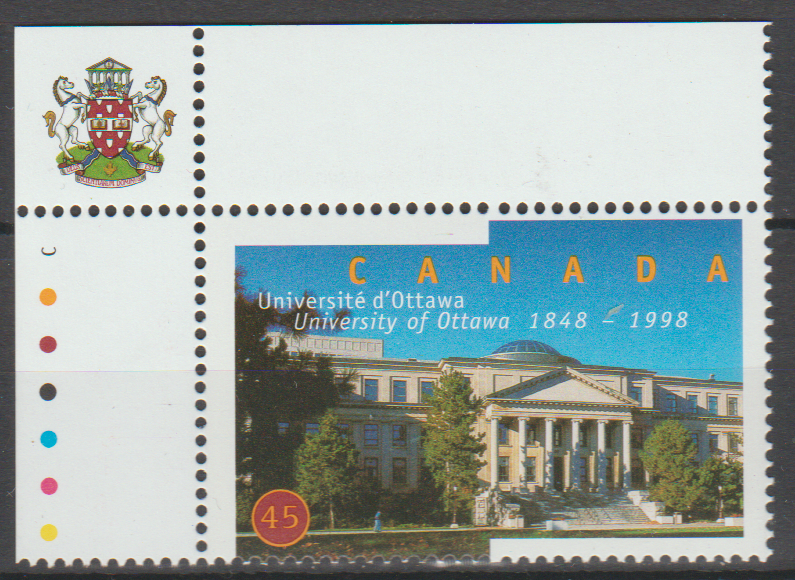 C
CANADA
Université d'Ottawa
University of Ottawa 1848 – 1998
45